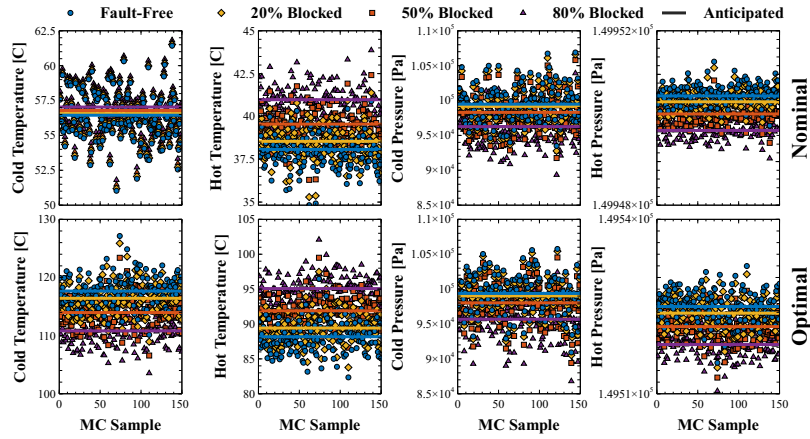 Fault-Free 20% Blocked 50% Blocked 80% Blocked Anticipated
Cold Temperature [C]
62.5
60
57.5
55
52.5
50
Hot Temperature [C]
45
42.5
40
37.5
35
Cold Pressure [Pa]
1.1×10⁵
1.05×10⁵
10⁵
9.5×10⁴
9×10⁴
8.5×10⁴
Hot Pressure [Pa]
1.49952×10⁵
1.49948×10⁵
Nominal
Cold Temperature [C]
130
120
110
100
0 50 100 150
MC Sample
Hot Temperature [C]
105
100
95
90
85
80
0 50 100 150
MC Sample
Cold Pressure [Pa]
1.1×10⁵
1.05×10⁵
10⁵
9.5×10⁴
9×10⁴
8.5×10⁴
0 50 100 150
MC Sample
Hot Pressure [Pa]
1.4954×10⁵
1.4951×10⁵
0 50 100 150
MC Sample
Optimal